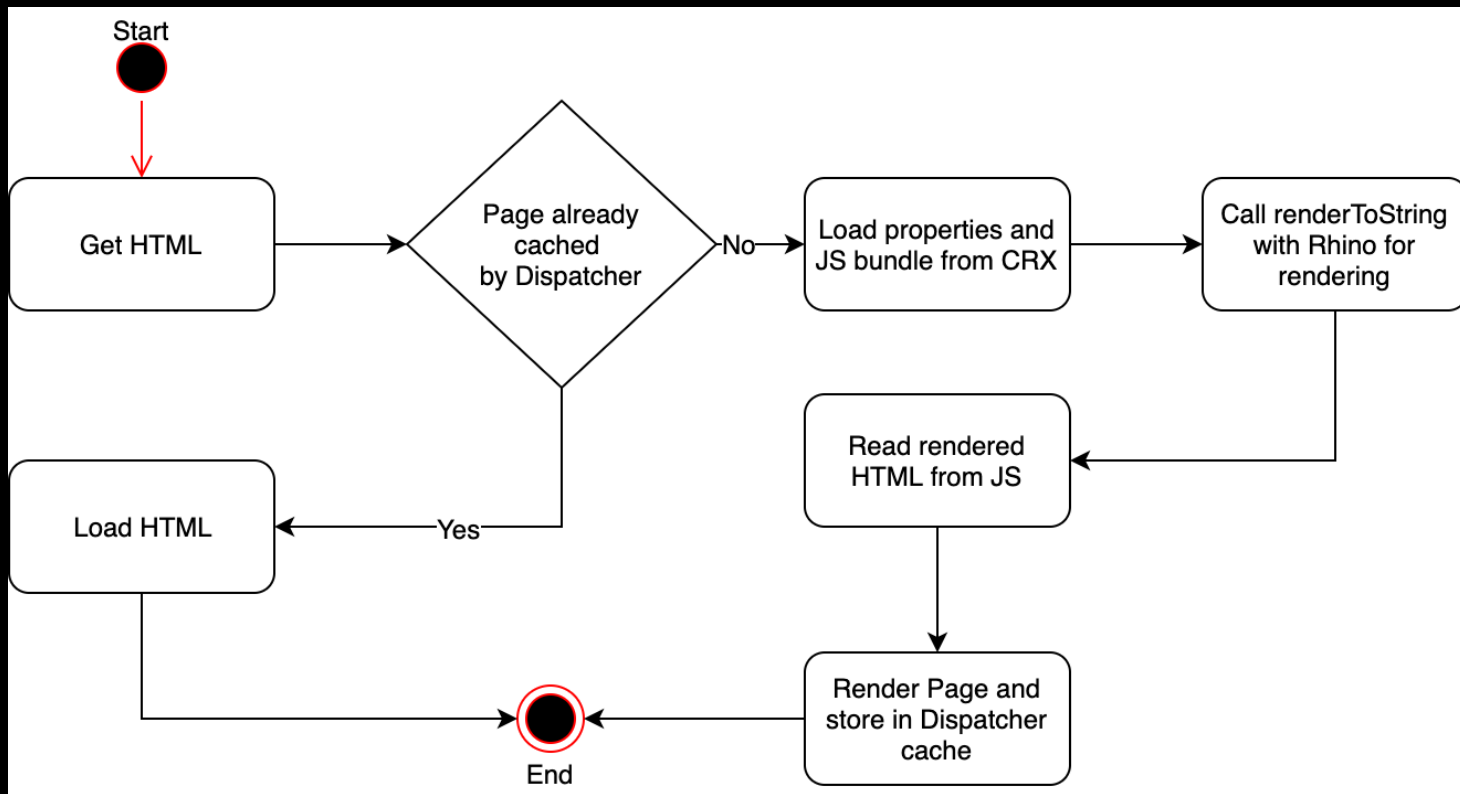 Start
Get HTML
Page already
cached
by Dispatcher
No
Load properties and
JS bundle from CRX
Call renderToString
with Rhino for
rendering
Read rendered
HTML from JS
Load HTML
Yes
Render Page and
store in Dispatcher
cache
End